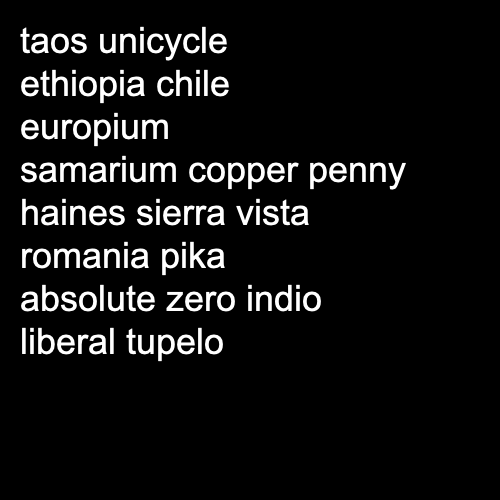 taos unicycle
ethiopia chile
europium
samarium copper penny
haines sierra vista
romania pika
absolute zero indio
liberal tupelo